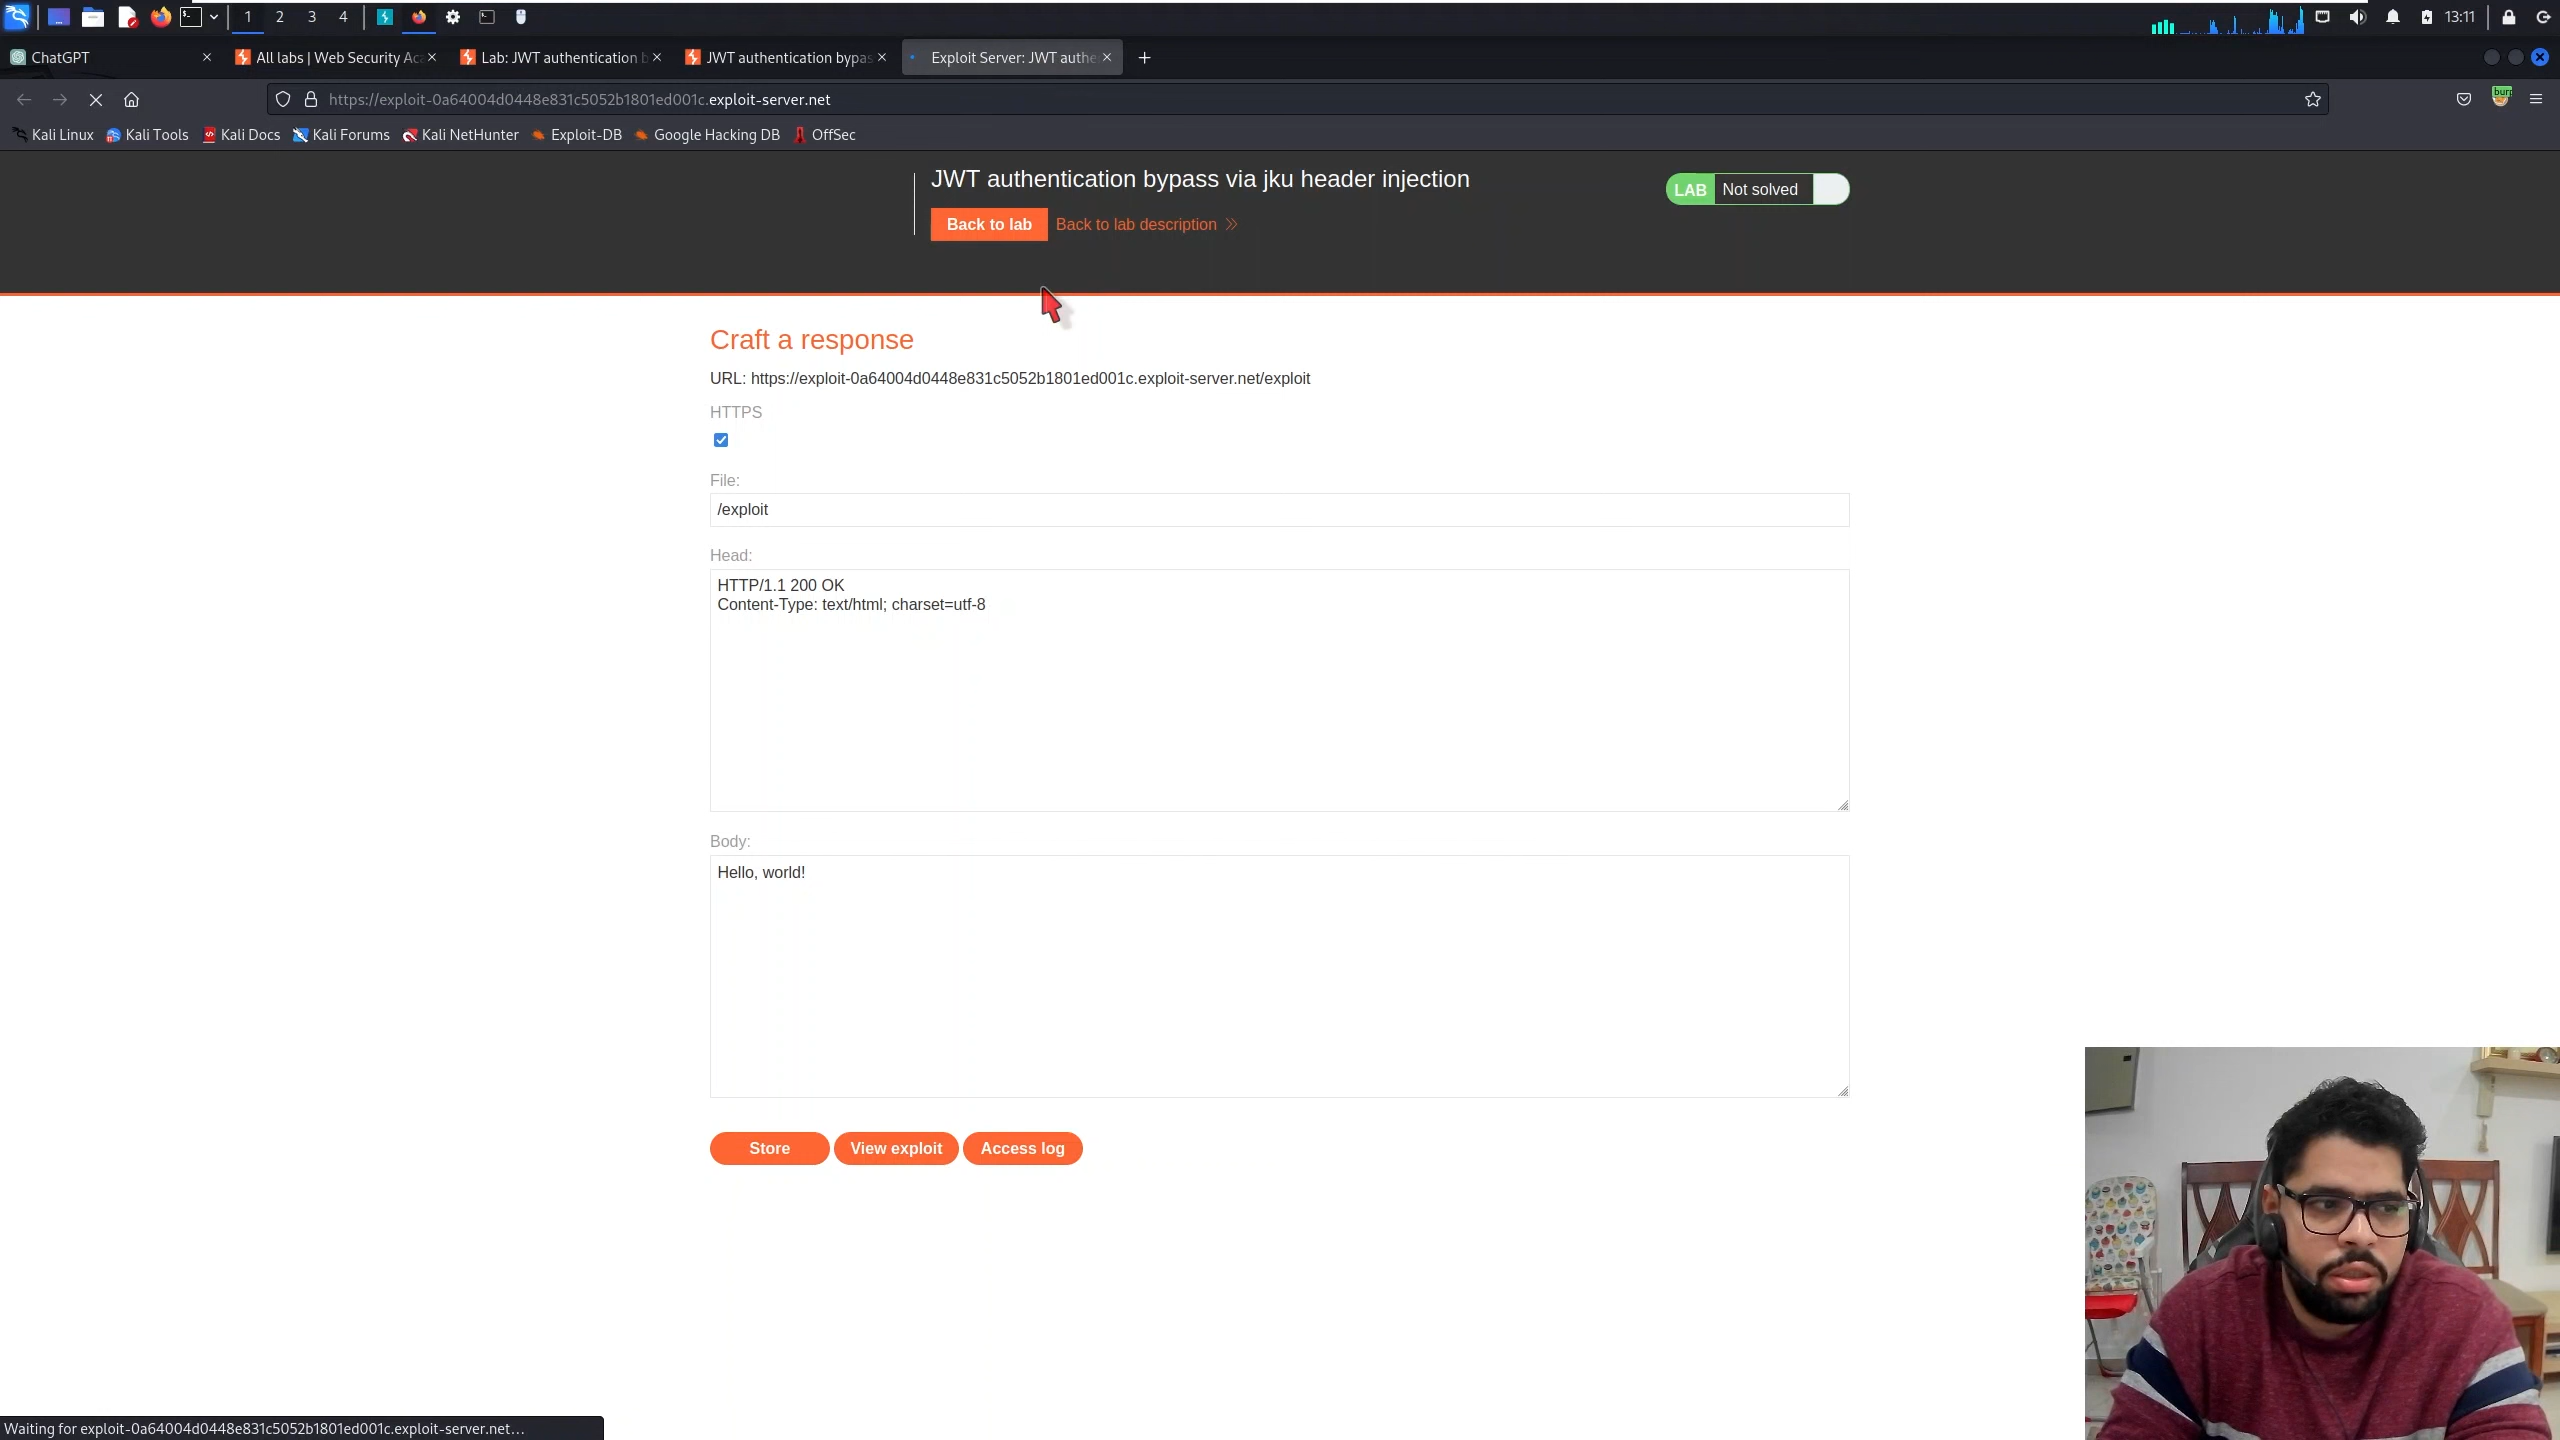 1 2 3 4 13:11
ChatGPT
All labs | Web Security Aca
Lab: JWT authentication b
JWT authentication bypas
Exploit Server: JWT authe
https://exploit-0a64004d0448e831c5052b1801ed001c.exploit-server.net
burp
Kali Linux Kali Tools Kali Docs Kali Forums Kali NetHunter Exploit-DB Google Hacking DB OffSec
JWT authentication bypass via jku header injection
LAB Not solved
Back to lab Back to lab description
Craft a response
URL: https://exploit-0a64004d0448e831c5052b1801ed001c.exploit-server.net/exploit
HTTPS
File:
/exploit
Head:
HTTP/1.1 200 OK
Content-Type: text/html; charset=utf-8
Body:
Hello, world!
Store View exploit Access log
Waiting for exploit-0a64004d0448e831c5052b1801ed001c.exploit-server.net…